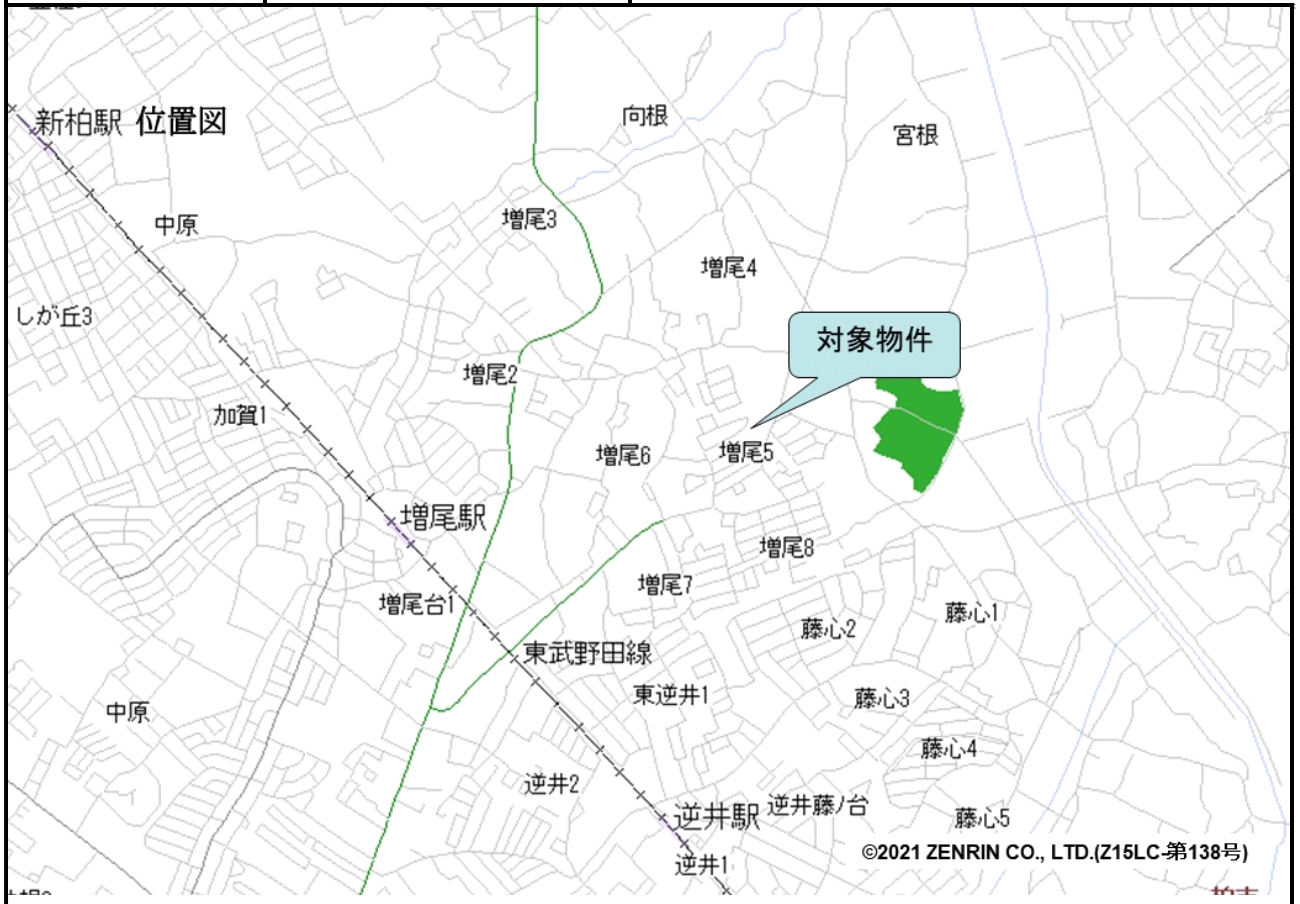 新柏駅 位置図
向根
宮根
中原
増尾3
増尾4
しが丘3
対象物件
増尾2
加賀1
増尾6
増尾5
増尾駅
増尾8
増尾7
増尾台1
藤心1
藤心2
東武野田線
東逆井1
藤心3
中原
藤心4
逆井2
逆井駅
逆井藤ノ台
藤心5
©2021 ZENRIN CO., LTD.(Z15LC-第138号)
逆井1